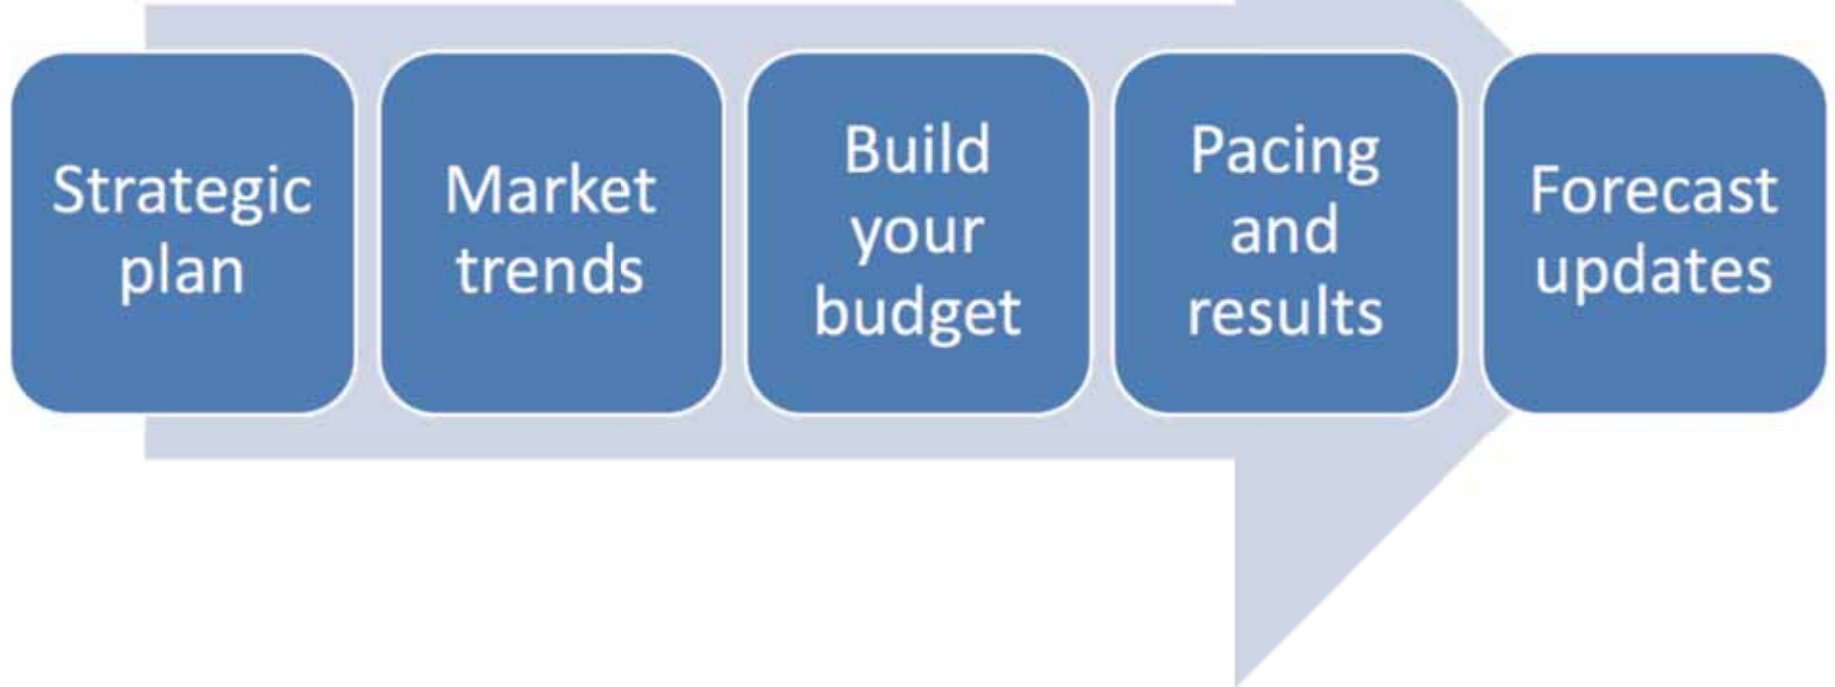 Strategic
plan
Market
trends
Build
your
budget
Pacing
and
results
Forecast
updates